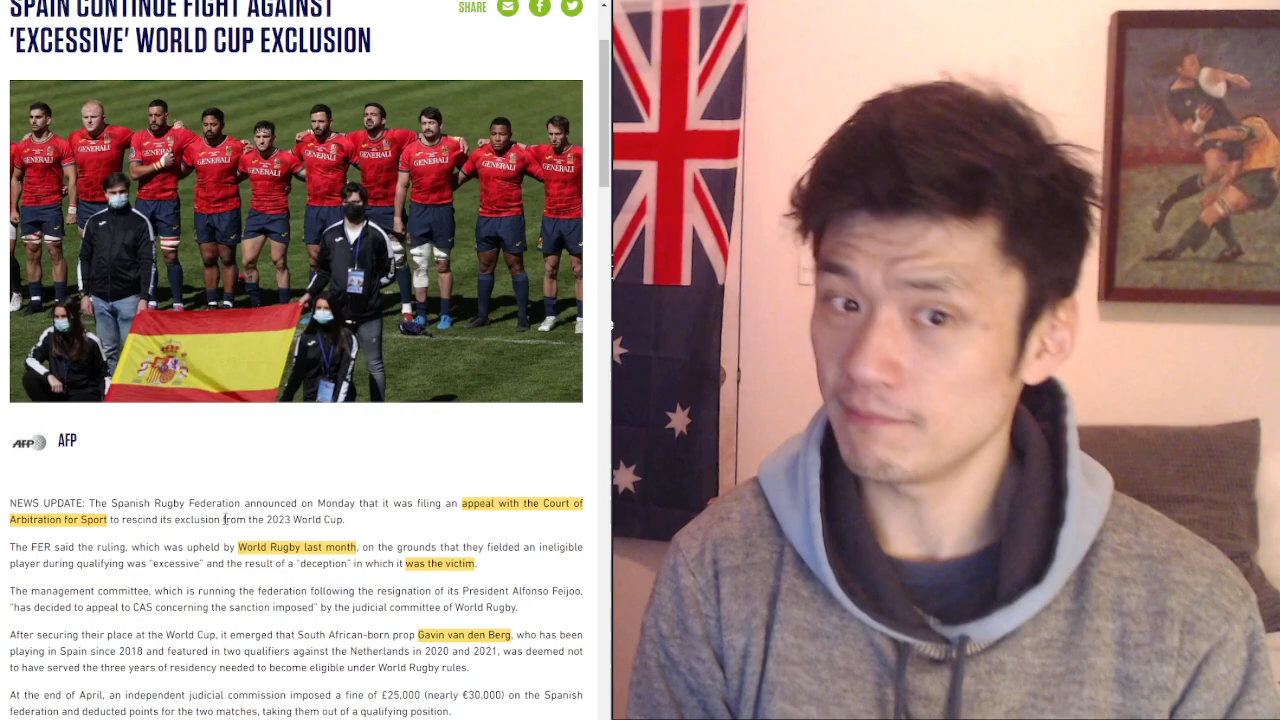 SPAIN CONTINUE FIGHT AGAINST
'EXCESSIVE' WORLD CUP EXCLUSION
SHARE
GENERALI
GENERALI
GENERALI
GENERALI
GENERALI
GENERALI
GENERALI
GENERALI
GENERALI
AFP AFP
NEWS UPDATE: The Spanish Rugby Federation announced on Monday that it was filing an appeal with the Court of
Arbitration for Sport to rescind its exclusion from the 2023 World Cup.
The FER said the ruling, which was upheld by World Rugby last month, on the grounds that they fielded an ineligible
player during qualifying was "excessive" and the result of a "deception" in which it was the victim.
The management committee, which is running the federation following the resignation of its President Alfonso Feijoo,
"has decided to appeal to CAS concerning the sanction imposed" by the judicial committee of World Rugby.
After securing their place at the World Cup, it emerged that South African-born prop Gavin van den Berg, who has been
playing in Spain since 2018 and featured in two qualifiers against the Netherlands in 2020 and 2021, was deemed not
to have served the three years of residency needed to become eligible under World Rugby rules.
At the end of April, an independent judicial commission imposed a fine of £25,000 (nearly €30,000) on the Spanish
federation and deducted points for the two matches, taking them out of a qualifying position.